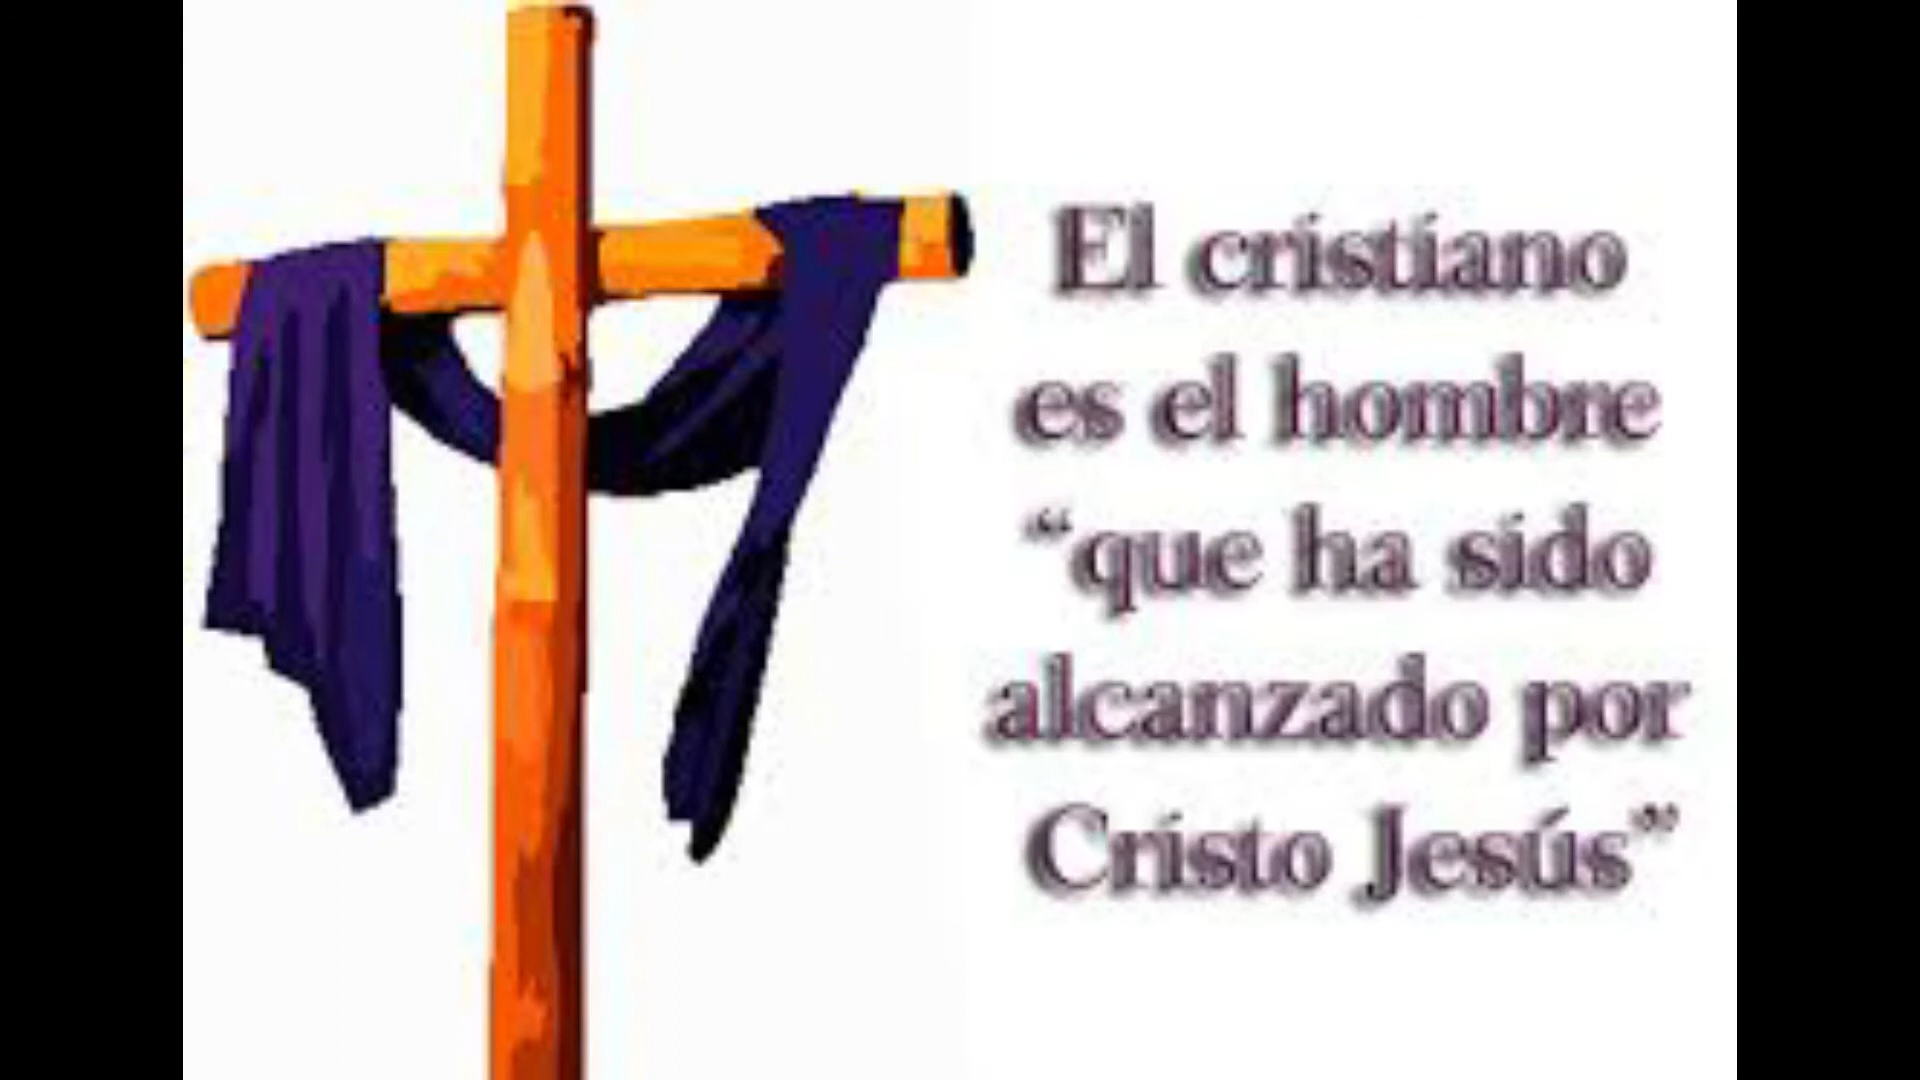 El cristiano
es el hombre
“que ha sido
alcanzado por
Cristo Jesús”